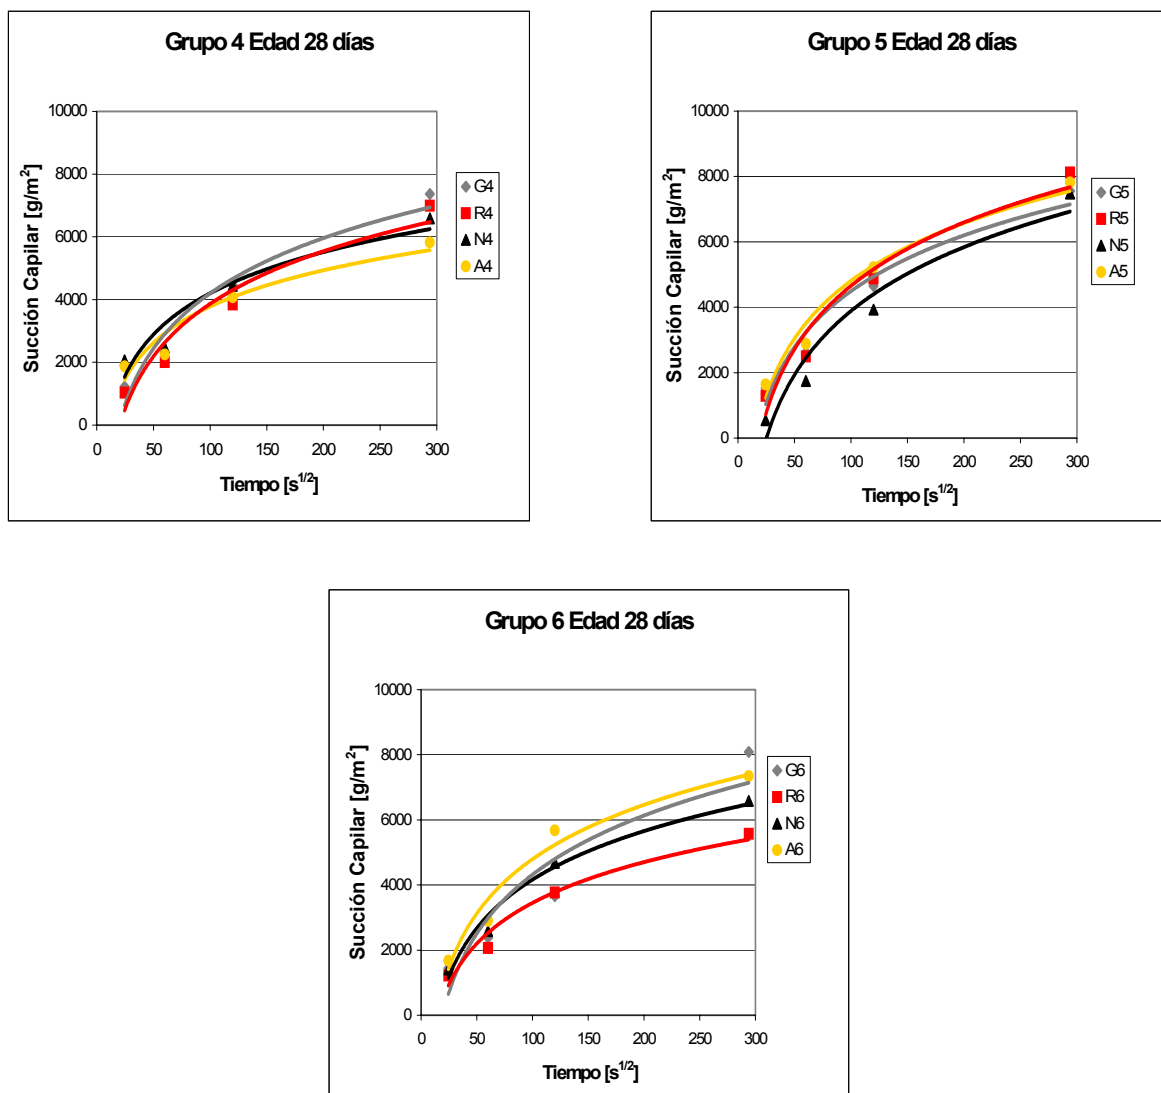 Grupo 4 Edad 28 días
Succión Capilar [g/m²]
10000
8000
6000
4000
2000
0
0 50 100 150 200 250 300
Tiempo [s^1/2]
G4
R4
N4
A4
Grupo 5 Edad 28 días
Succión Capilar [g/m²]
10000
8000
6000
4000
2000
0
0 50 100 150 200 250 300
Tiempo [s^1/2]
G5
R5
N5
A5
Grupo 6 Edad 28 días
Succión Capilar [g/m²]
10000
8000
6000
4000
2000
0
0 50 100 150 200 250 300
Tiempo [s^1/2]
G6
R6
N6
A6